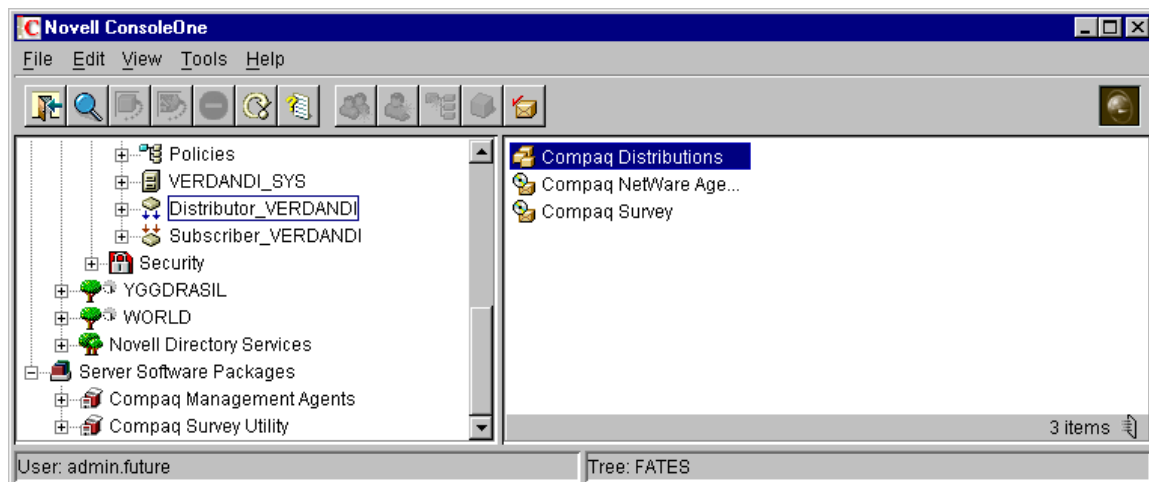 Novell ConsoleOne
File Edit View Tools Help
Policies
VERDANDI_SYS
Distributor_VERDANDI
Subscriber_VERDANDI
Security
YGGDRASIL
WORLD
Novell Directory Services
Server Software Packages
Compaq Management Agents
Compaq Survey Utility
Compaq Distributions
Compaq NetWare Age...
Compaq Survey
3 items
User: admin.future
Tree: FATES